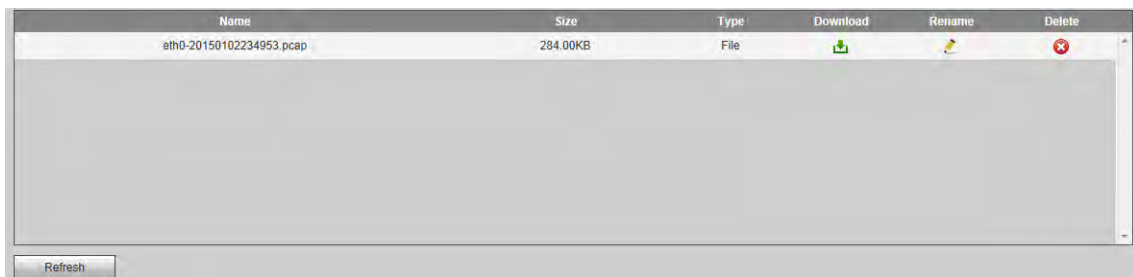 Name Size Type Download Rename Delete
eth0-20150102234953.pcap 284.00KB File
Refresh